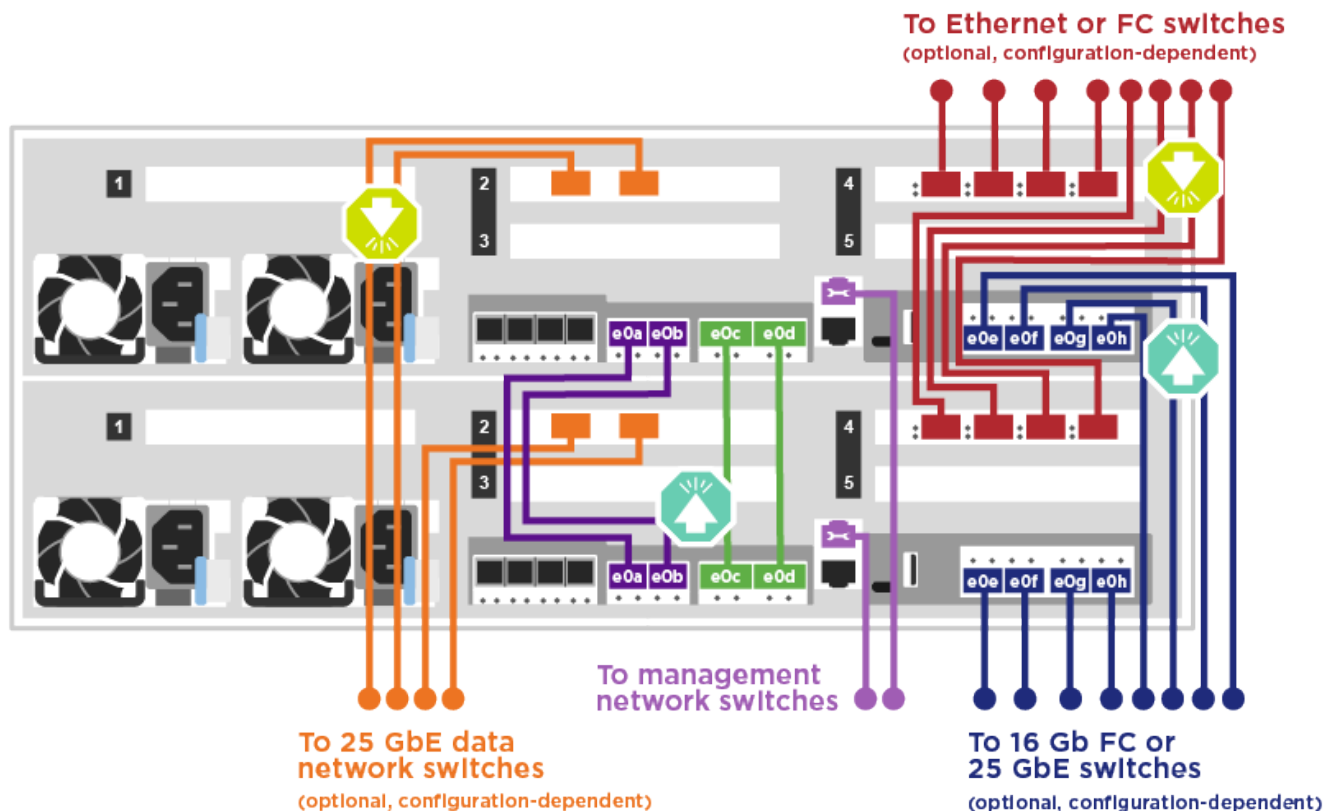 To Ethernet or FC switches
(optional, configuration-dependent)
1
2
4
3
5
e0a e0b e0c e0d
e0e e0f e0g e0h
1
2
4
3
5
e0a e0b e0c e0d
e0e e0f e0g e0h
To management
network switches
To 25 GbE data
network switches
(optional, configuration-dependent)
To 16 Gb FC or
25 GbE switches
(optional, configuration-dependent)